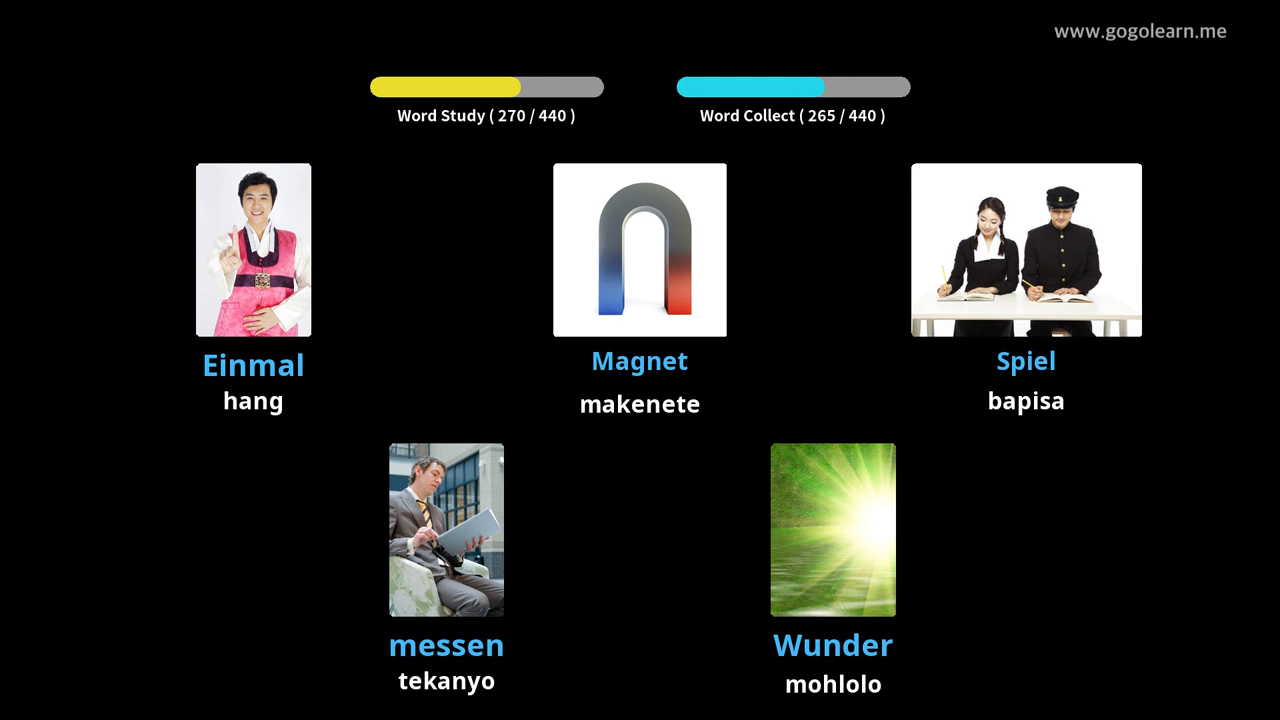 www.gogolearn.me
Word Study ( 270 / 440 )
Word Collect ( 265 / 440 )
Einmal
hang
Magnet
makenete
Spiel
bapisa
messen
tekanyo
Wunder
mohlolo